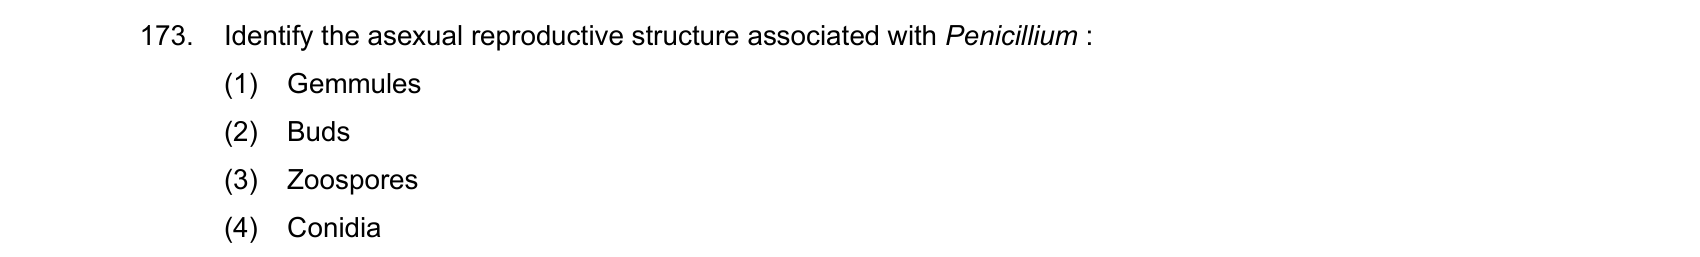 173. Identify the asexual reproductive structure associated with Penicillium :
(1) Gemmules
(2) Buds
(3) Zoospores
(4) Conidia